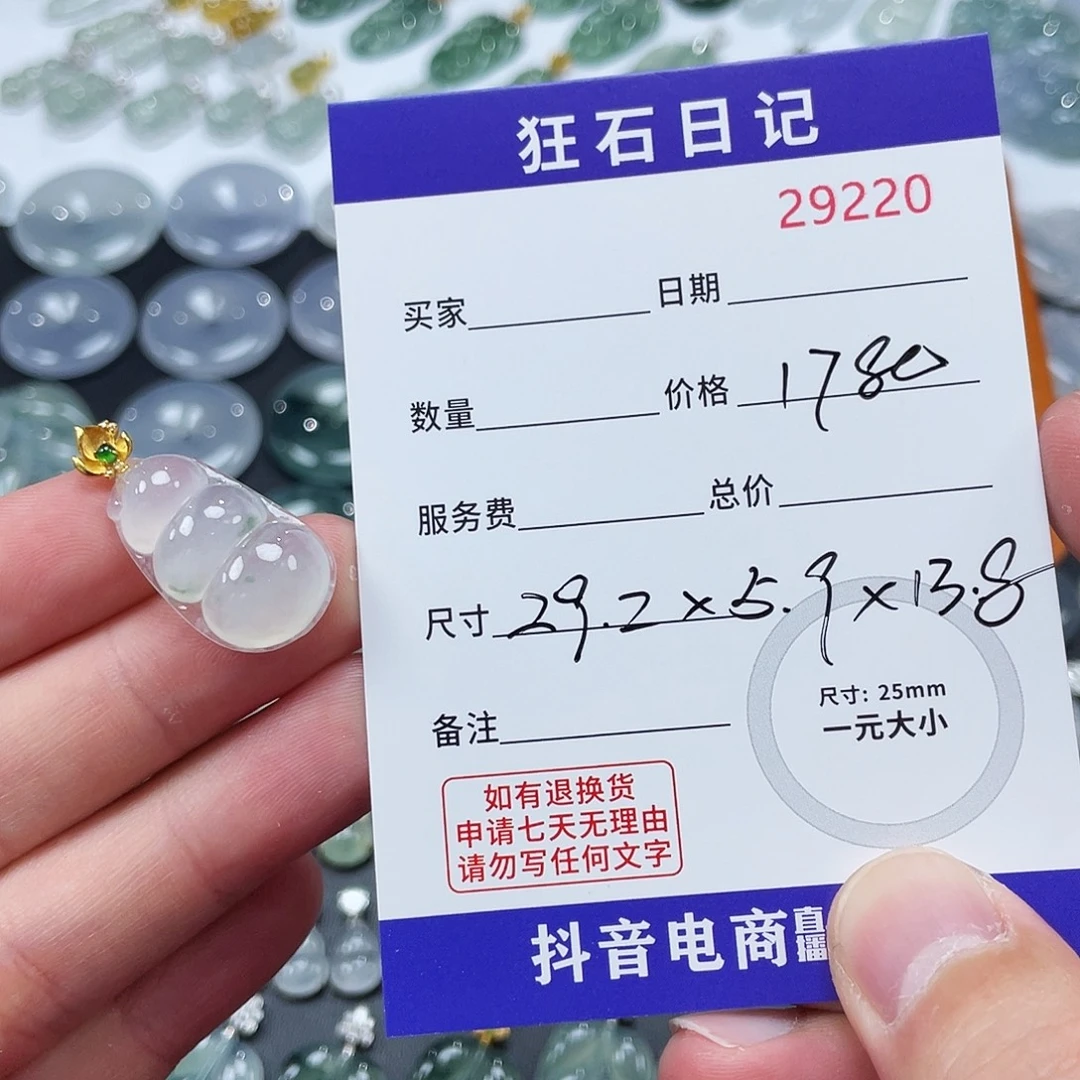 狂石日记
29220
买家 日期
数量 价格 1780
服务费 总价
尺寸 29.2×5.9×13.8
尺寸: 25mm
一元大小
备注
如有退换货
申请七天无理由
请勿写任何文字
抖音电商直播